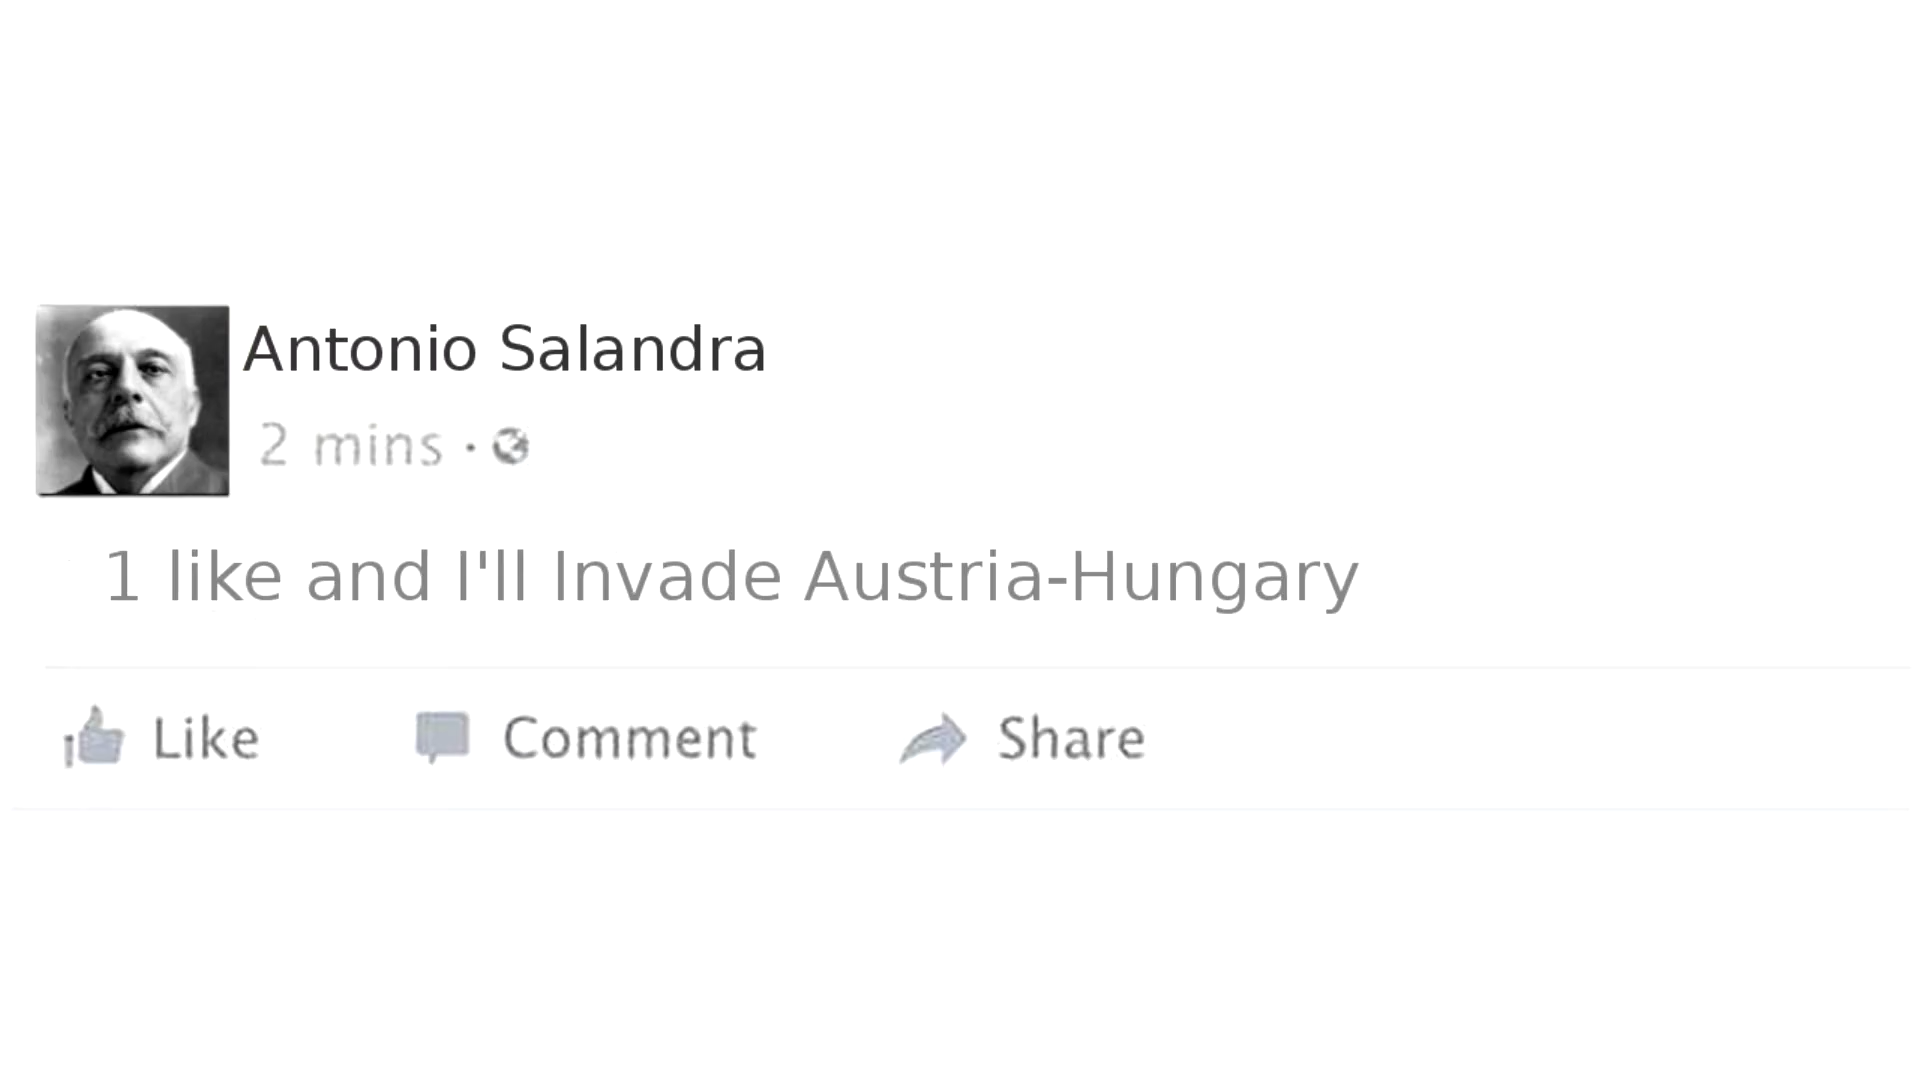 Antonio Salandra
2 mins ·
1 like and I'll Invade Austria-Hungary
Like Comment Share